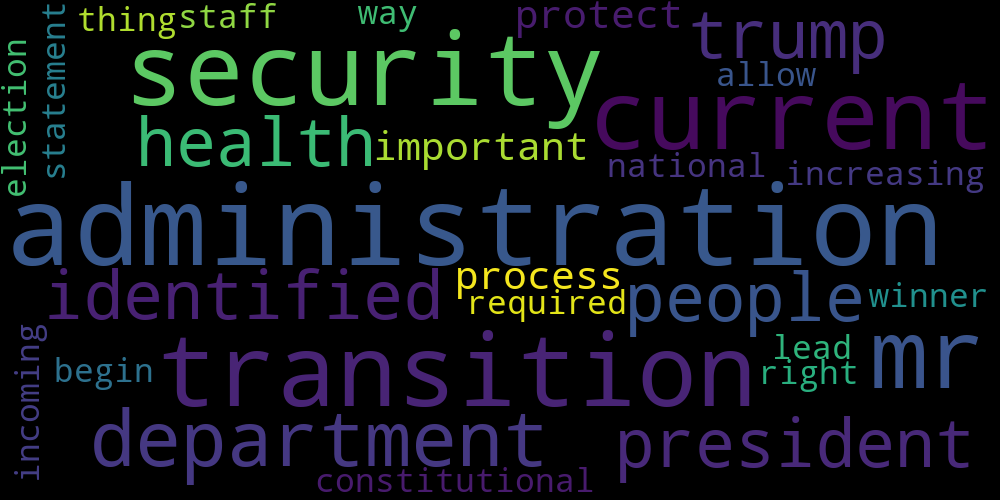 thing staff way protect trump
election statement security allow current
health important national increasing
administration
identified process required people winner
transition lead right mr
incoming begin department president
constitutional